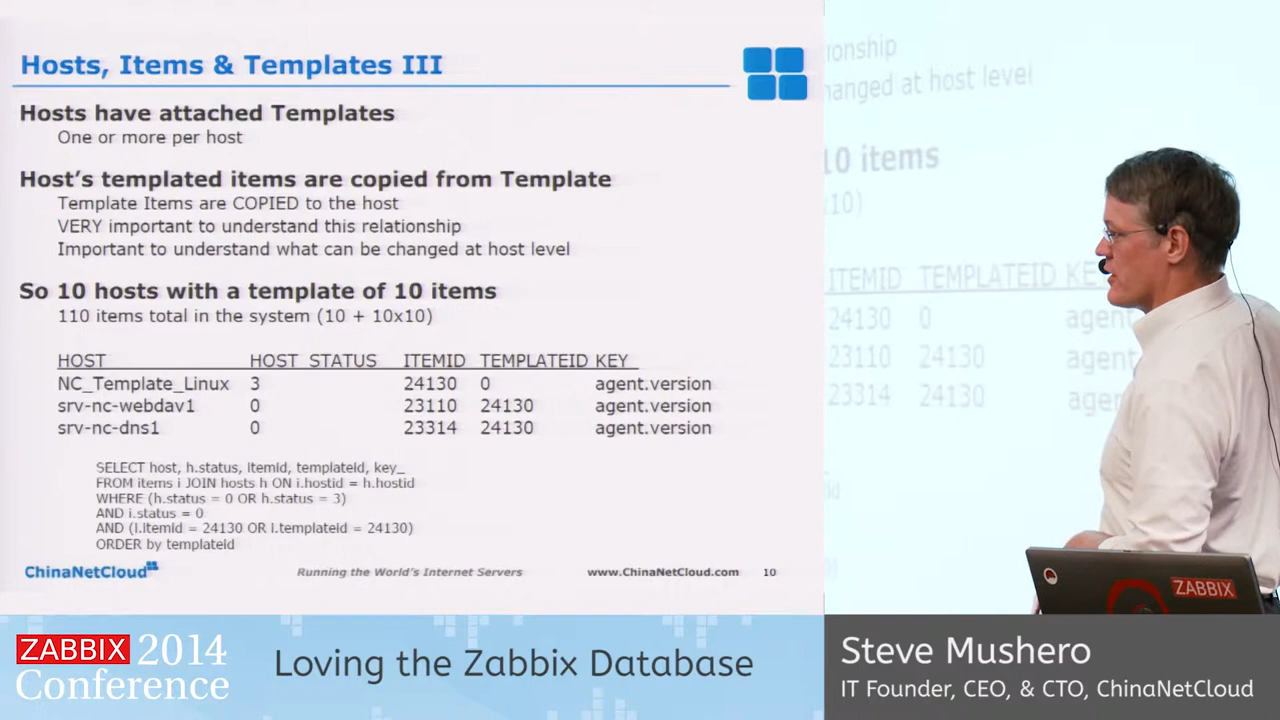 Hosts, Items & Templates III
Hosts have attached Templates
One or more per host
Host's templated items are copied from Template
Template Items are COPIED to the host
VERY important to understand this relationship
Important to understand what can be changed at host level
So 10 hosts with a template of 10 items
110 items total in the system (10 + 10x10)
HOST HOST_STATUS ITEMID TEMPLATEID KEY
NC_Template_Linux 3 24130 0 agent.version
srv-nc-webdav1 0 23110 24130 agent.version
srv-nc-dns1 0 23314 24130 agent.version
SELECT host, h.status, itemid, templateid, key_
FROM items i JOIN hosts h ON i.hostid = h.hostid
WHERE (h.status = 0 OR h.status = 3)
AND i.status = 0
AND (i.itemid = 24130 OR i.templateid = 24130)
ORDER by templateid
ChinaNetCloud Running the World's Internet Servers www.ChinaNetCloud.com 10
ionship
hanged at host level
10 items
x10)
ITEMID TEMPLATEID KE
24130 0 agent
23110 24130 agent
23314 24130 age
ZABBIX
ZABBIX 2014
Conference
Loving the Zabbix Database
Steve Mushero
IT Founder, CEO, & CTO, ChinaNetCloud